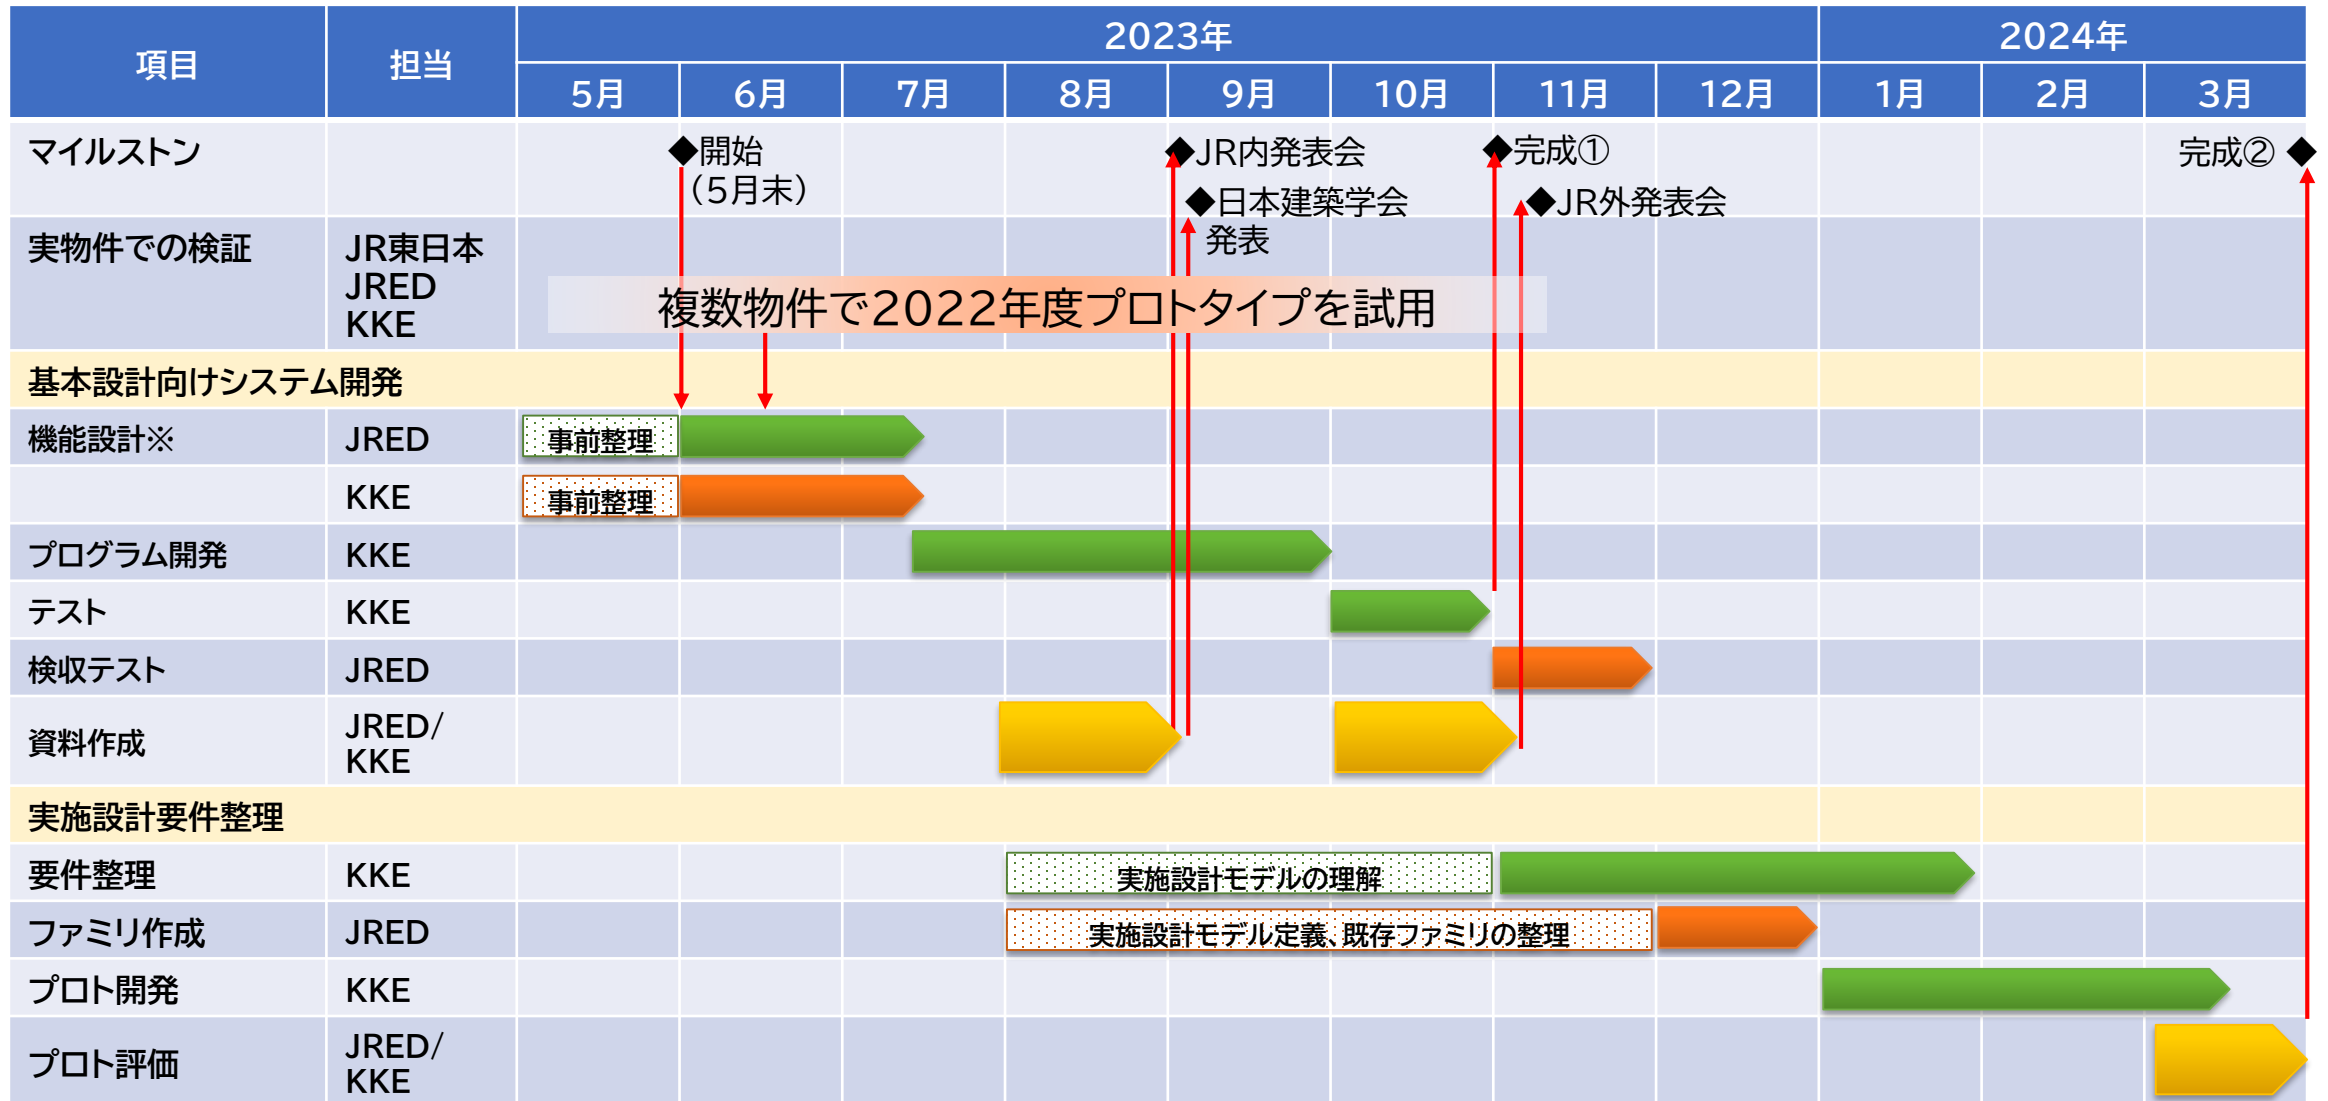 項目
担当
2023年
2024年
5月
6月
7月
8月
9月
10月
11月
12月
1月
2月
3月
マイルストン
◆開始
(5月末)
◆JR内発表会
◆日本建築学会
発表
◆完成①
◆JR外発表会
完成② ◆
実物件での検証
JR東日本
JRED
KKE
複数物件で2022年度プロトタイプを試用
基本設計向けシステム開発
機能設計※
JRED
事前整理
KKE
事前整理
プログラム開発
KKE
テスト
KKE
検収テスト
JRED
資料作成
JRED/
KKE
実施設計要件整理
要件整理
KKE
実施設計モデルの理解
ファミリ作成
JRED
実施設計モデル定義、既存ファミリの整理
プロト開発
KKE
プロト評価
JRED/
KKE